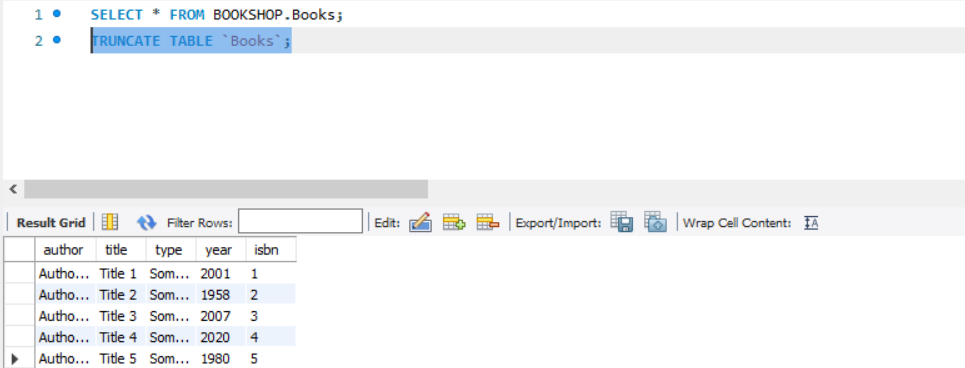 1 SELECT * FROM BOOKSHOP.Books;
2 TRUNCATE TABLE `Books`;
Result Grid Filter Rows: Edit: Export/Import: Wrap Cell Content: IA
author title type year isbn
Autho... Title 1 Som... 2001 1
Autho... Title 2 Som... 1958 2
Autho... Title 3 Som... 2007 3
Autho... Title 4 Som... 2020 4
Autho... Title 5 Som... 1980 5